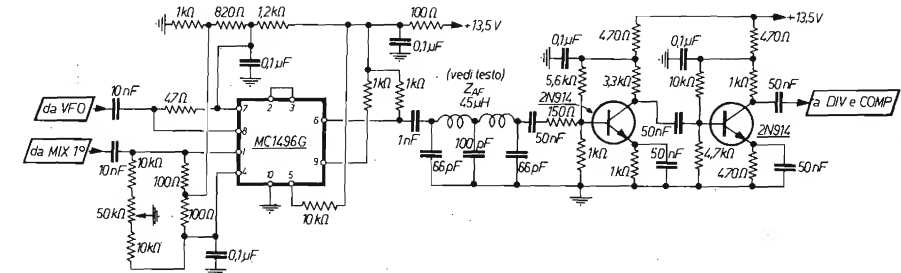 1kΩ 820Ω 1,2kΩ 100Ω +13,5V
0,1µF
0,1µF
10nF
da VFO
47Ω
7 2 3
8
MC1496G
6
1kΩ 1kΩ
da MIX 1º
10nF
1
4
10 5
9
10kΩ
50kΩ
10kΩ
100Ω
100Ω
0,1µF
10kΩ
1nF
(vedi testo)
ZAF
45µH
66pF
100pF
66pF
50nF
150Ω
2N914
5,6kΩ
0,1µF
470Ω
3,3kΩ
1kΩ
1kΩ
50nF
50nF
0,1µF
10kΩ
4,7kΩ
470Ω
1kΩ
+13,5V
50nF
2N914
470Ω
50nF
a DIV e COMP